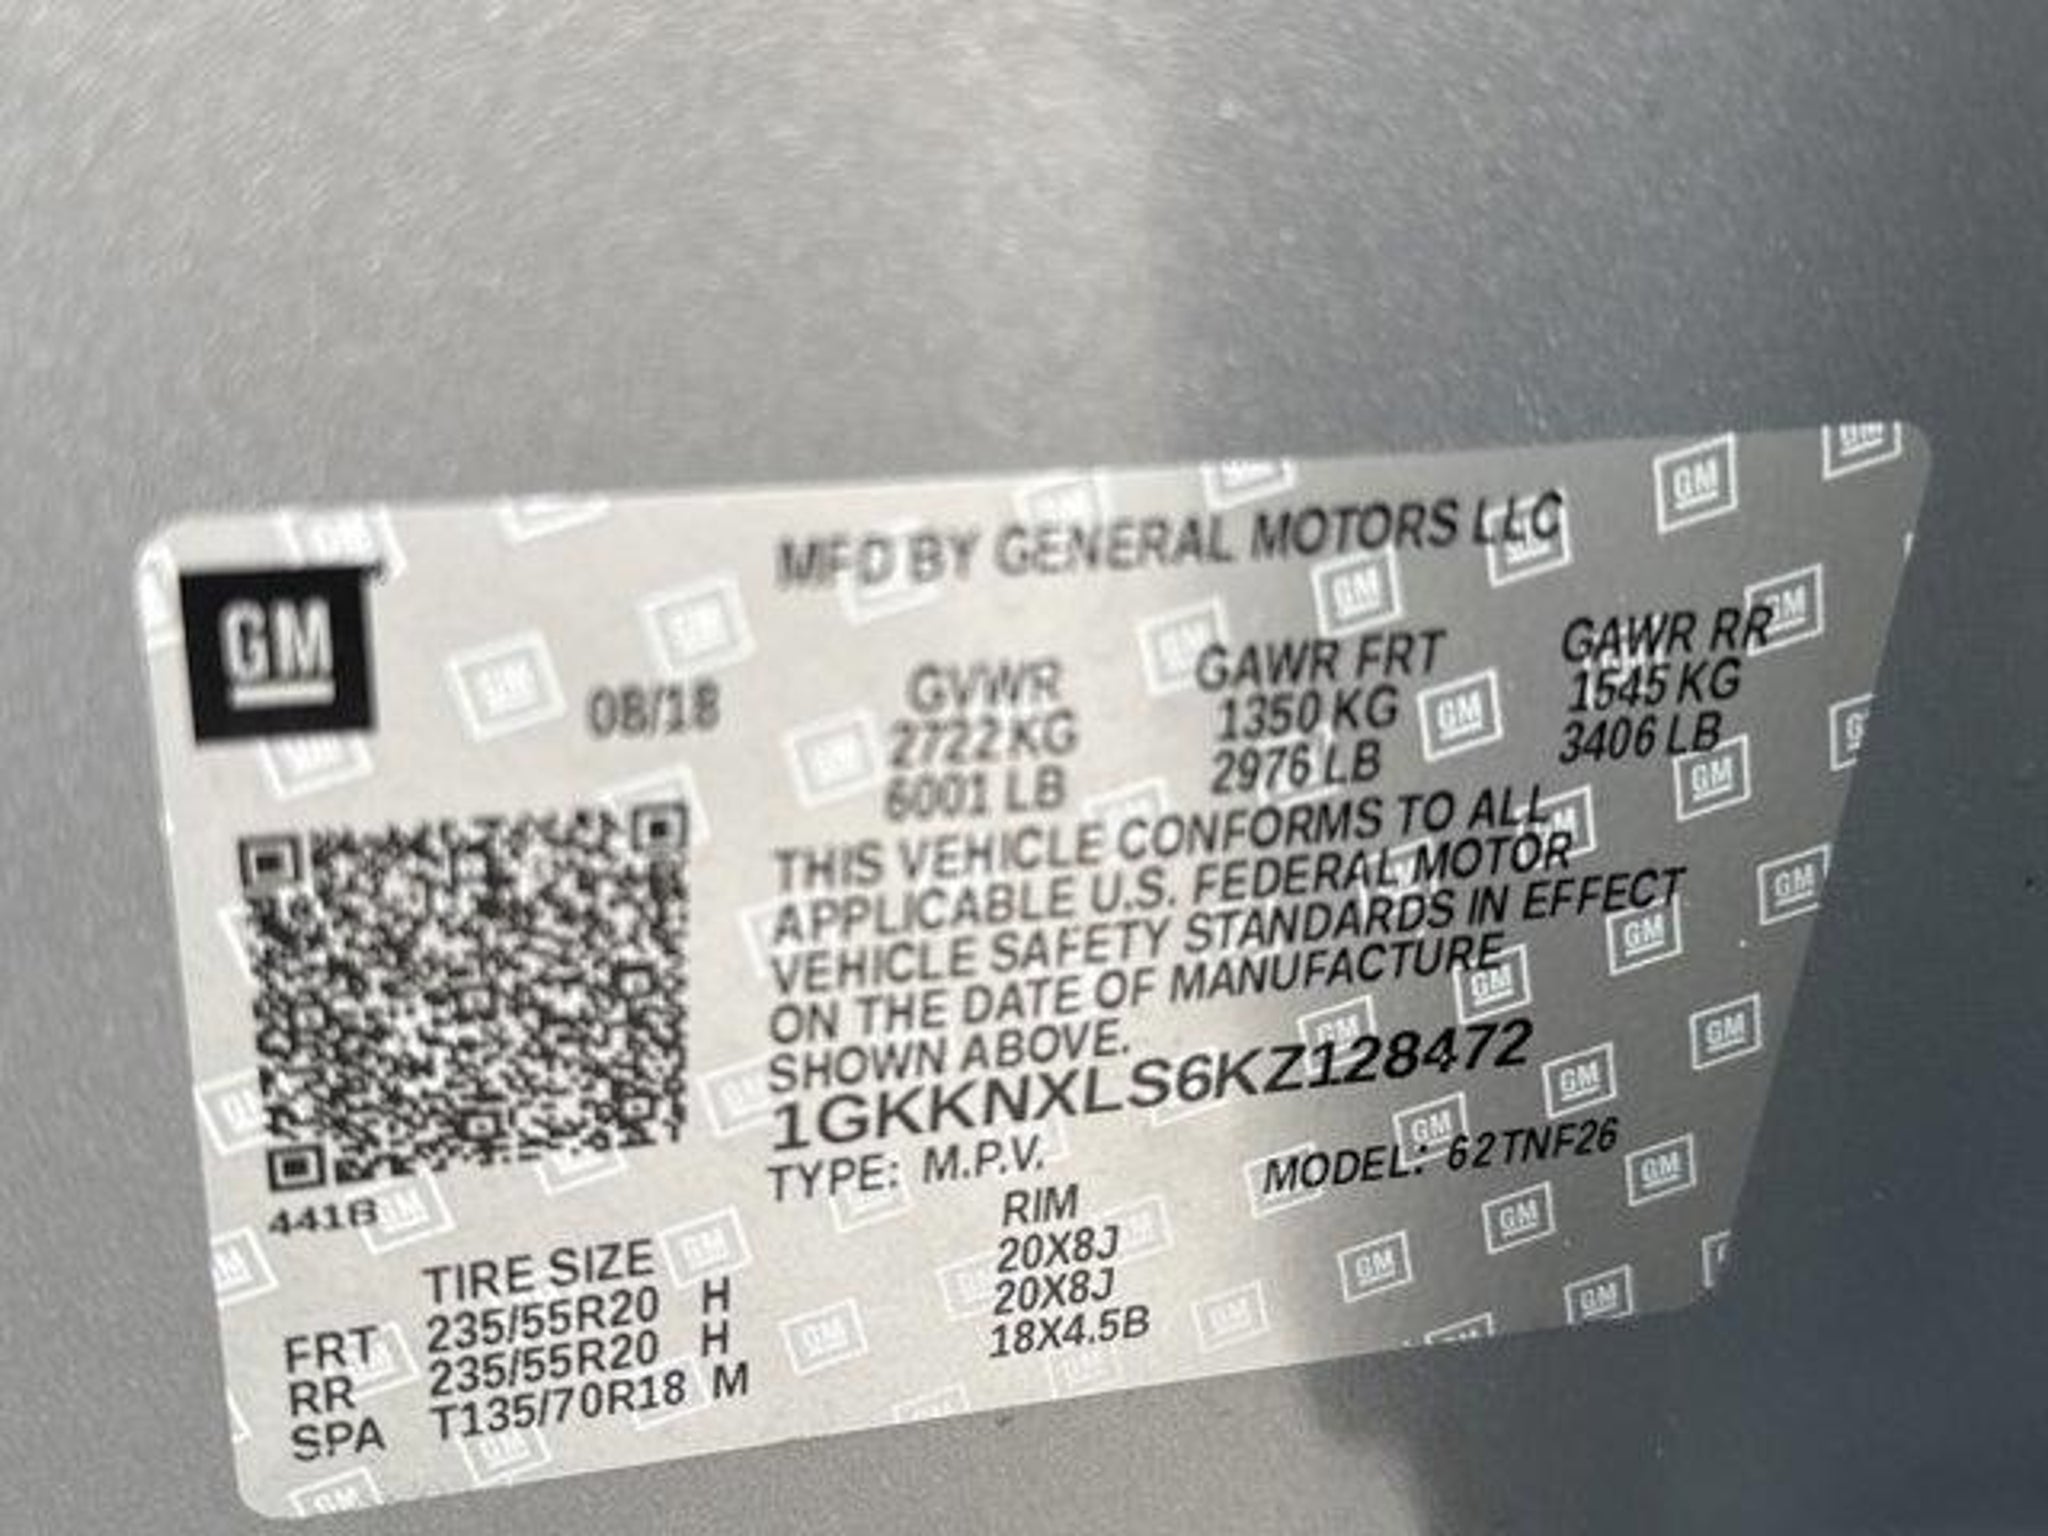 GM
MFD BY GENERAL MOTORS LLC
08/18
GVWR GAWR FRT GAWR RR
2722 KG 1350 KG 1545 KG
6001 LB 2976 LB 3406 LB
THIS VEHICLE CONFORMS TO ALL
APPLICABLE U.S. FEDERAL MOTOR
VEHICLE SAFETY STANDARDS IN EFFECT
ON THE DATE OF MANUFACTURE
SHOWN ABOVE.
1GKKNXLS6KZ128472
TYPE: M.P.V. MODEL: 62TNF26
441B
TIRE SIZE RIM
FRT 235/55R20 H 20X8J
RR 235/55R20 H 20X8J
SPA T135/70R18 M 18X4.5B